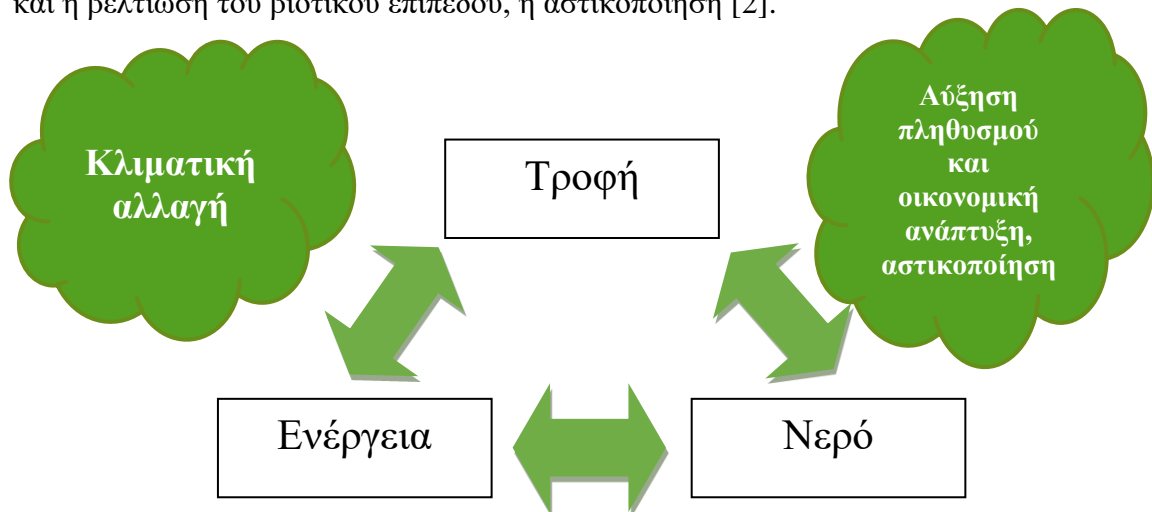 και η βελτίωση του βιοτικού επιπέδου, η αστικοποίηση [2].
Κλιματική
αλλαγή
Τροφή
Αύξηση
πληθυσμού
και
οικονομική
ανάπτυξη,
αστικοποίηση
Ενέργεια
Νερό